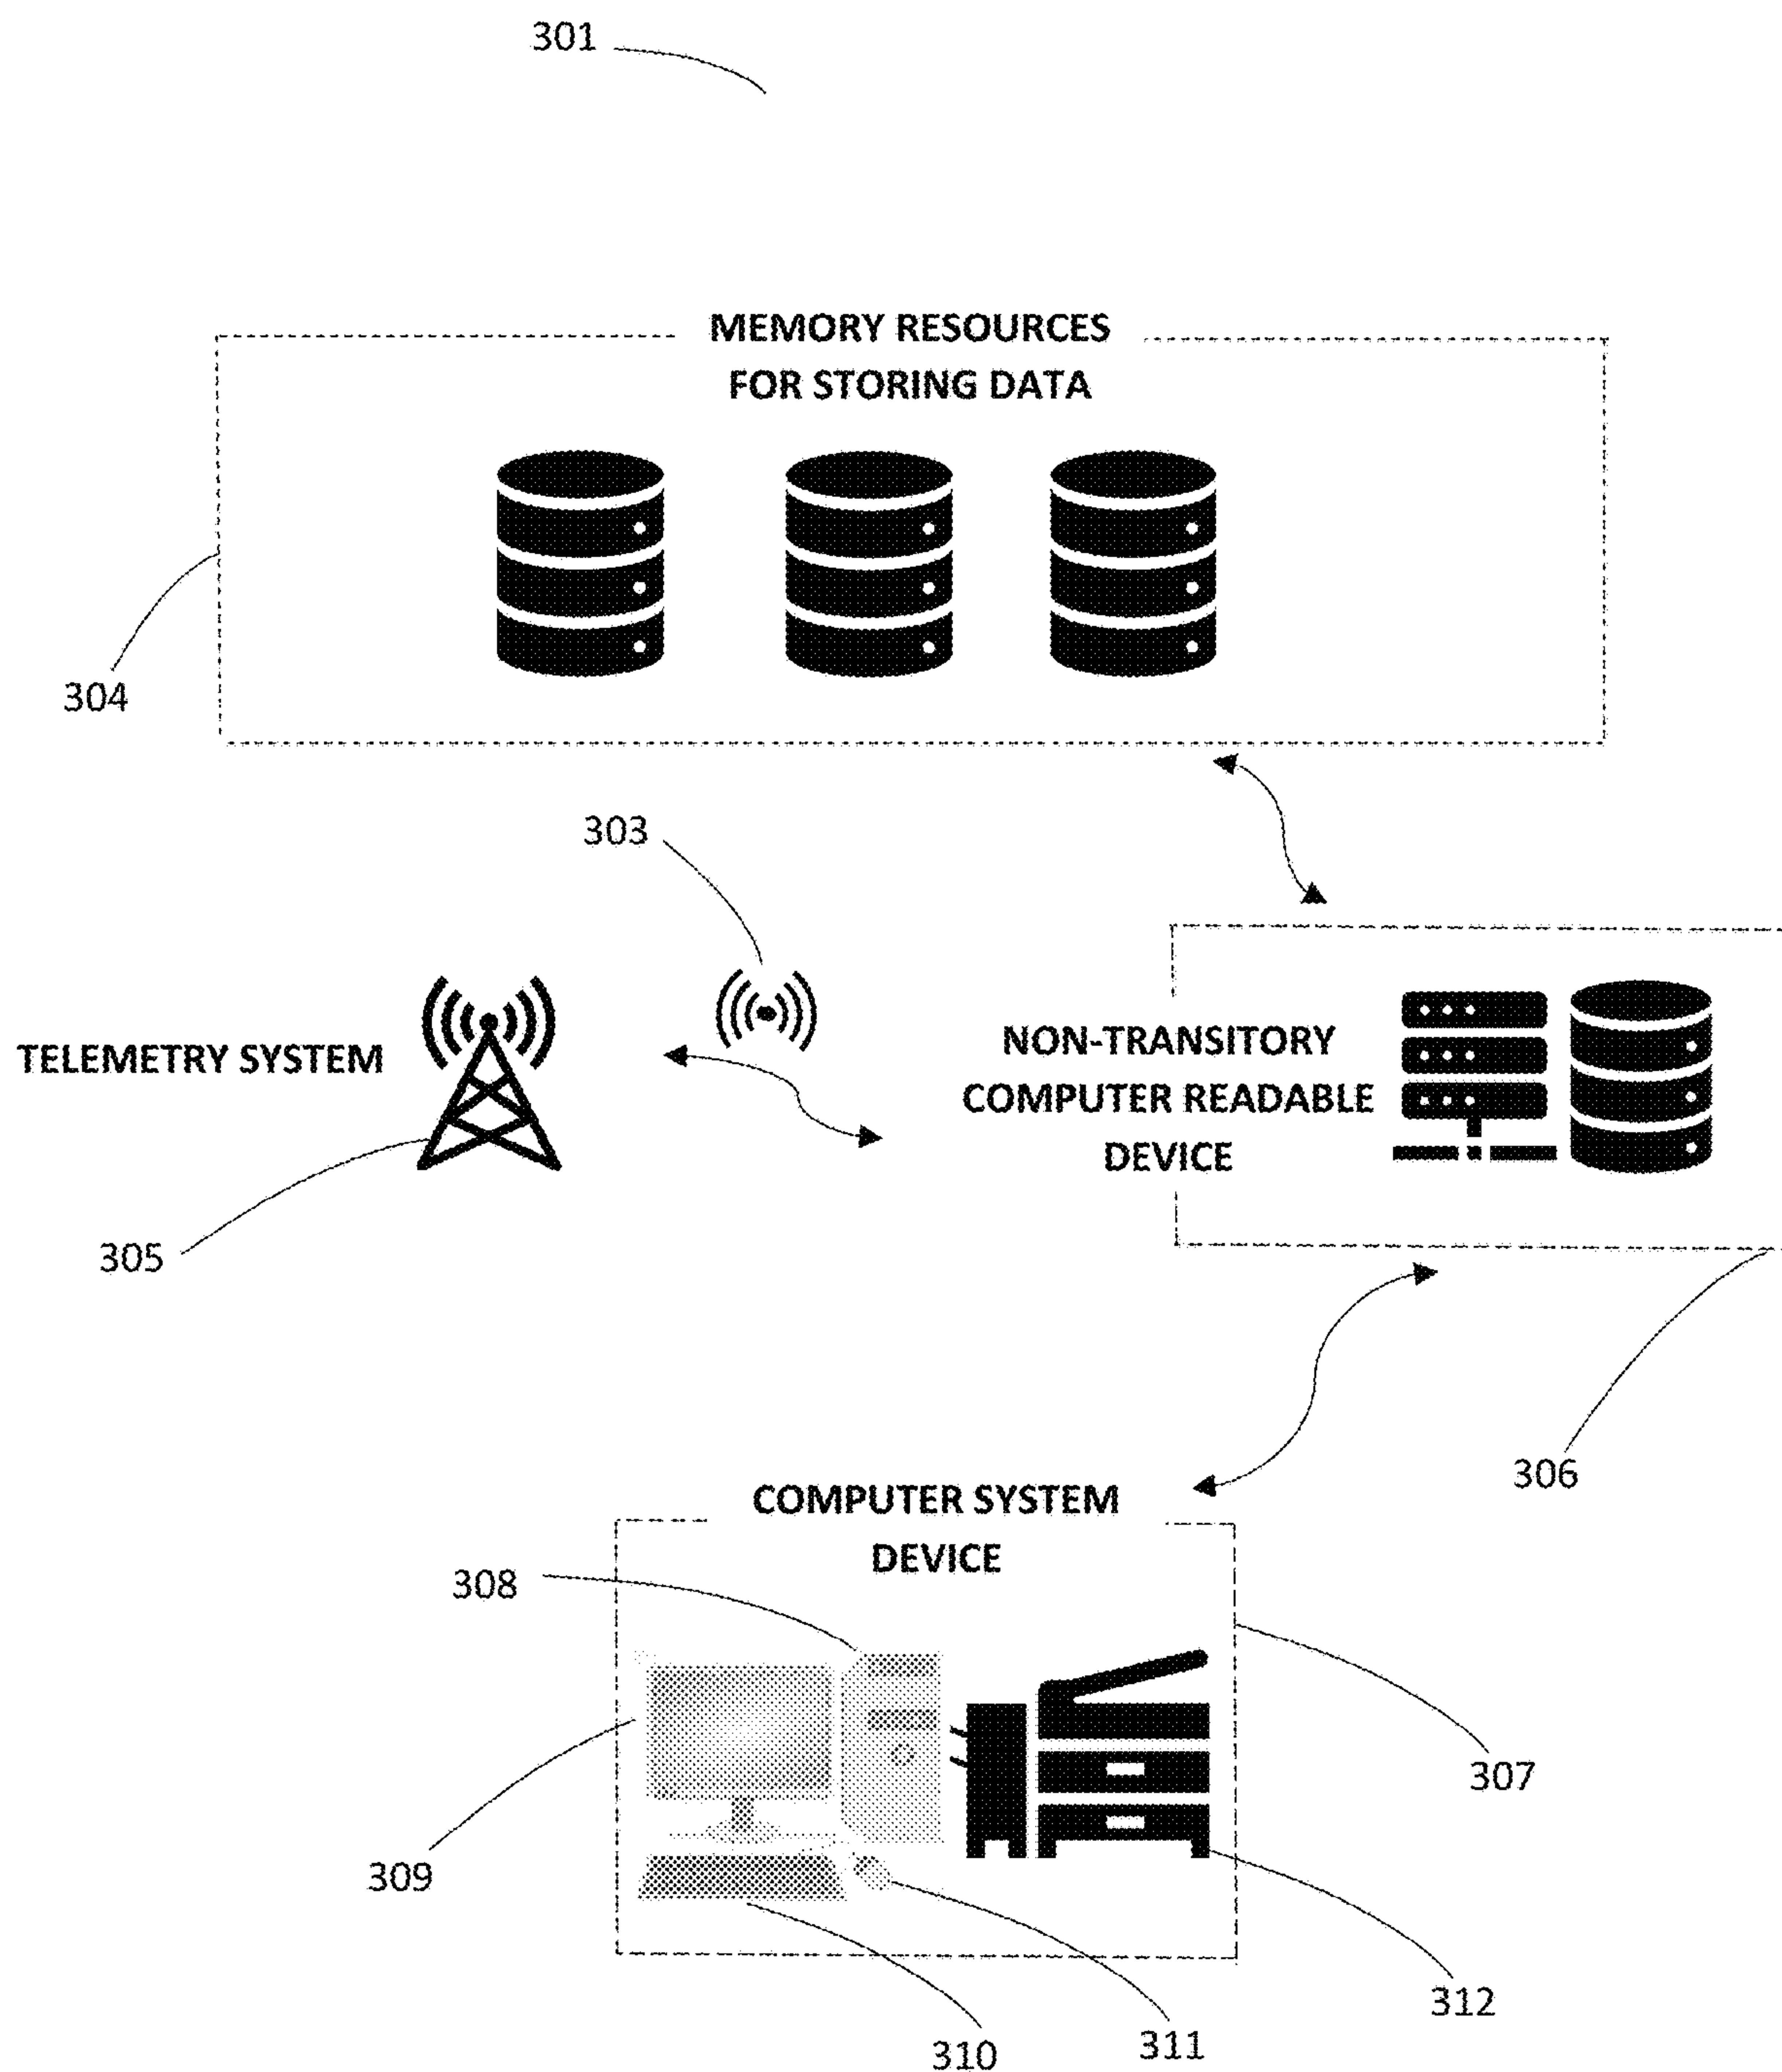 301
MEMORY RESOURCES
FOR STORING DATA
304
303
TELEMETRY SYSTEM
NON-TRANSITORY
COMPUTER READABLE
DEVICE
305
306
COMPUTER SYSTEM
DEVICE
308
307
309
312
310
311